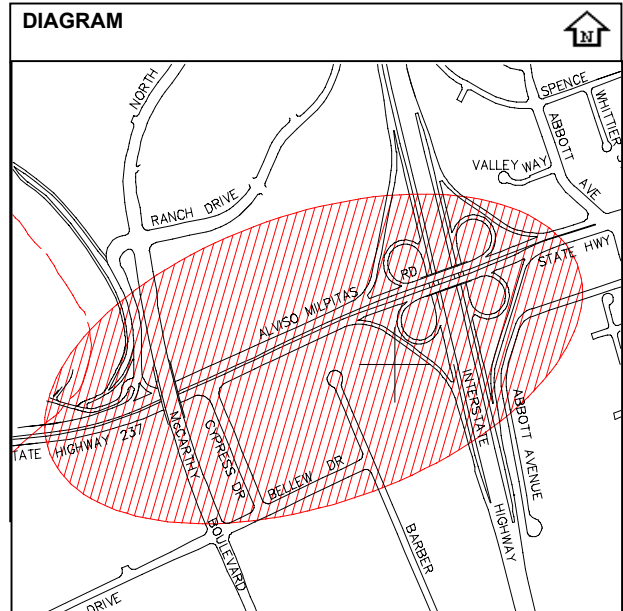 DIAGRAM
N
NORTH
SPENCE
WHITTIER
ABBOTT
AVE
VALLEY WAY
RANCH DRIVE
STATE HWY
ALVISO MILPITAS RD
INTERSTATE
HIGHWAY
ABBOTT AVENUE
TATE HIGHWAY 237
McCARTHY
BOULEVARD
CYPRESS DR
BELLEW DR
BARBER
DRIVE